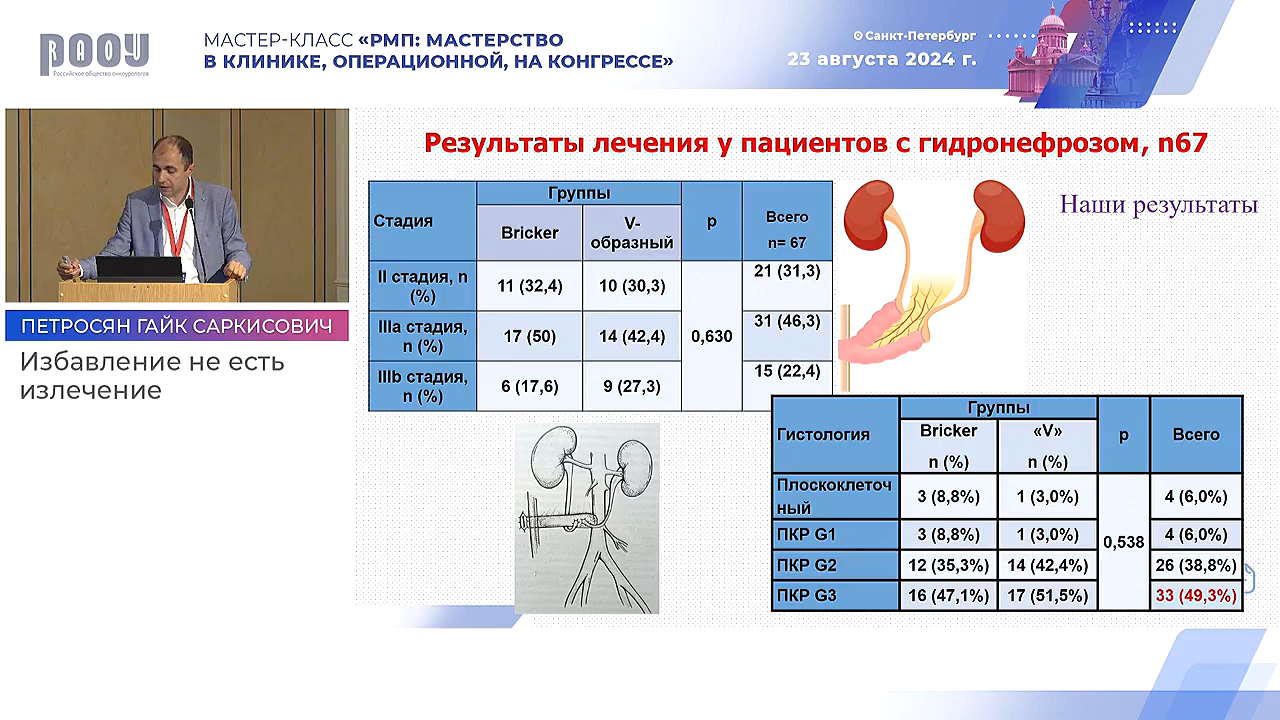 RAOU
Российское общество онкоурологов
МАСТЕР-КЛАСС «РМП: МАСТЕРСТВО
В КЛИНИКЕ, ОПЕРАЦИОННОЙ, НА КОНГРЕССЕ»
Санкт-Петербург
23 августа 2024 г.
ПЕТРОСЯН ГАЙК САРКИСОВИЧ
Избавление не есть
излечение
Результаты лечения у пациентов с гидронефрозом, n67
Наши результаты
Стадия
Группы
p
Всего
n= 67
Bricker
V-
образный
II стадия, n
(%)
11 (32,4)
10 (30,3)
21 (31,3)
IIIa стадия,
n (%)
17 (50)
14 (42,4)
0,630
31 (46,3)
IIIb стадия,
n (%)
6 (17,6)
9 (27,3)
15 (22,4)
Гистология
Группы
p
Всего
Bricker
n (%)
«V»
n (%)
Плоскоклеточ
ный
3 (8,8%)
1 (3,0%)
0,538
4 (6,0%)
ПКР G1
3 (8,8%)
1 (3,0%)
4 (6,0%)
ПКР G2
12 (35,3%)
14 (42,4%)
26 (38,8%)
ПКР G3
16 (47,1%)
17 (51,5%)
33 (49,3%)